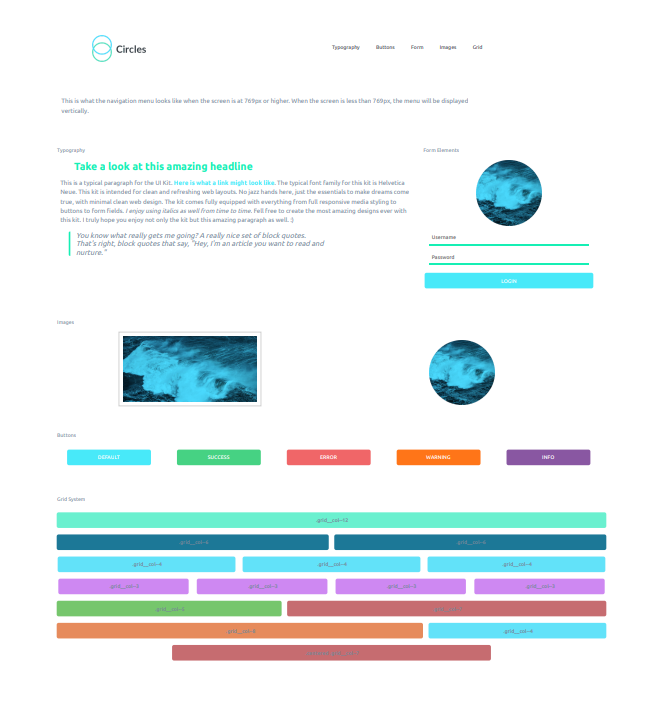 Circles
Typography Buttons Form Images Grid
This is what the navigation menu looks like when the screen is at 769px or higher. When the screen is less than 769px, the menu will be displayed
vertically.
Typography
Take a look at this amazing headline
This is a typical paragraph for the UI Kit. Here is what a link might look like. The typical font family for this kit is Helvetica
Neue. This kit is intended for clean and refreshing web layouts. No jazz hands here, just the essentials to make dreams come
true, with minimal clean web design. The kit comes fully equipped with everything from full responsive media styling to
buttons to form fields. I enjoy using italics as well from time to time. Fell free to create the most amazing designs ever with
this kit. I truly hope you enjoy not only the kit but this amazing paragraph as well. :)
You know what really gets me going? A really nice set of block quotes.
That's right, block quotes that say, "Hey, I'm an article you want to read and
nurture."
Form Elements
Username
Password
LOGIN
Images
Buttons
DEFAULT SUCCESS ERROR WARNING INFO
Grid System
.grid__col--12
.grid__col--6 .grid__col--6
.grid__col--4 .grid__col--4 .grid__col--4
.grid__col--3 .grid__col--3 .grid__col--3 .grid__col--3
.grid__col--5
.grid__col--8 .grid__col--4